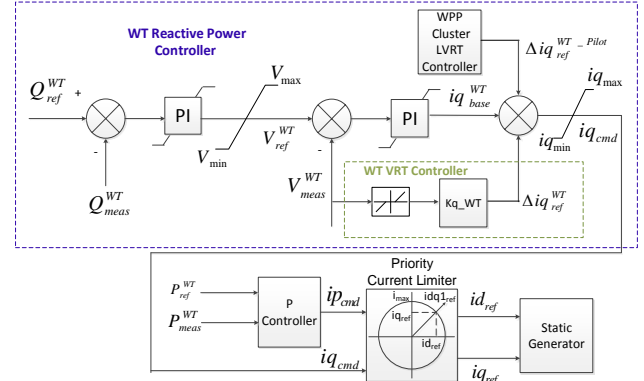 WT Reactive Power
Controller
WPP
Cluster
LVRT
Controller
Δiq_ref^{WT-Pilot}
Q_ref^{WT} +
-
Q_meas^{WT}
PI
V_max
V_min
V_ref^{WT}
-
V_meas^{WT}
PI
iq_base^{WT}
iq_max
iq_min
iq_cmd
WT VRT Controller
Kq_WT
Δiq_ref^{WT}
P_ref^{WT}
P_meas^{WT}
P
Controller
ip_cmd
iq_cmd
Priority
Current Limiter
i_max
idq1_ref
iq_ref
id_ref
id_ref
iq_ref
Static
Generator